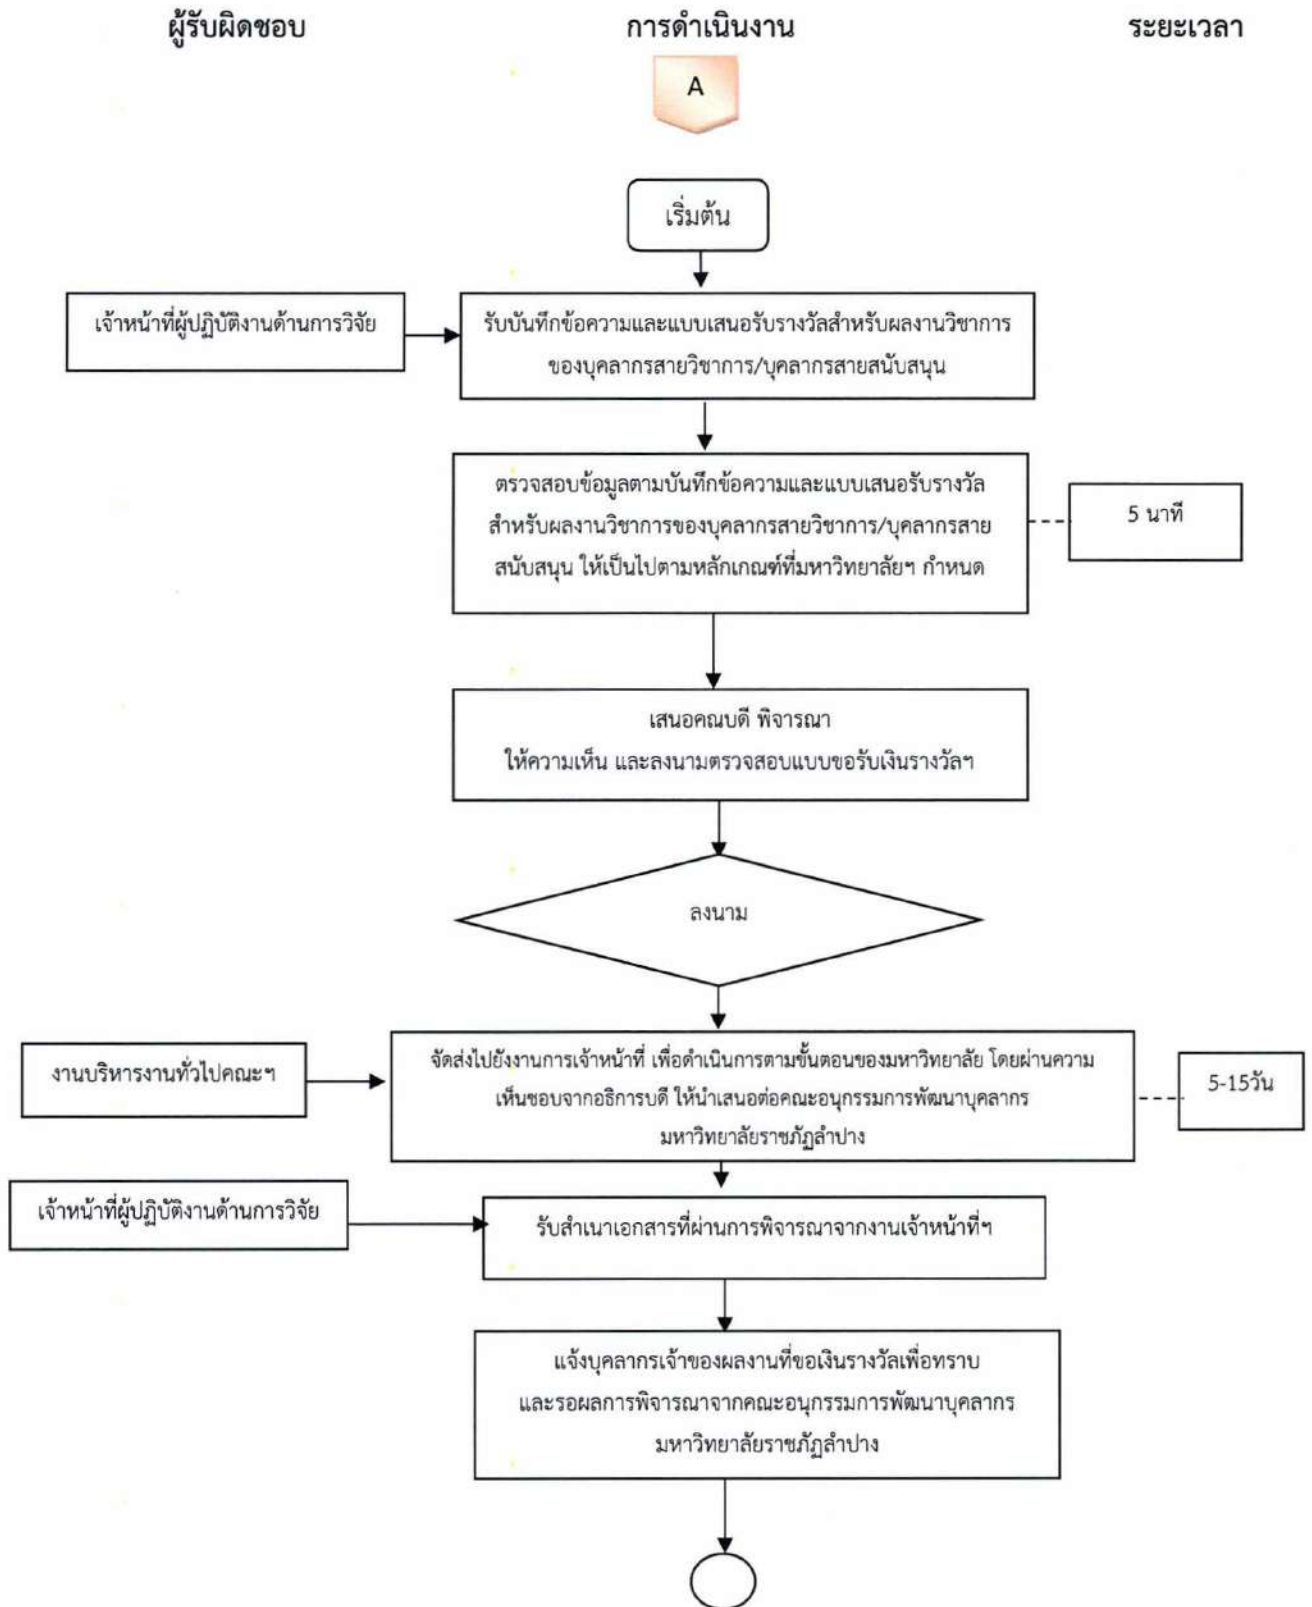 ผู้รับผิดชอบ
การดำเนินงาน
ระยะเวลา
A
เริ่มต้น
เจ้าหน้าที่ผู้ปฏิบัติงานด้านการวิจัย
รับบันทึกข้อความและแบบเสนอรับรางวัลสำหรับผลงานวิชาการ
ของบุคลากรสายวิชาการ/บุคลากรสายสนับสนุน
ตรวจสอบข้อมูลตามบันทึกข้อความและแบบเสนอรับรางวัล
สำหรับผลงานวิชาการของบุคลากรสายวิชาการ/บุคลากรสาย
สนับสนุน ให้เป็นไปตามหลักเกณฑ์ที่มหาวิทยาลัยฯ กำหนด
5 นาที
เสนอคณบดี พิจารณา
ให้ความเห็น และลงนามตรวจสอบแบบขอรับเงินรางวัลฯ
ลงนาม
งานบริหารงานทั่วไปคณะฯ
จัดส่งไปยังงานการเจ้าหน้าที่ เพื่อดำเนินการตามขั้นตอนของมหาวิทยาลัย โดยผ่านความ
เห็นชอบจากอธิการบดี ให้นำเสนอต่อคณะอนุกรรมการพัฒนาบุคลากร
มหาวิทยาลัยราชภัฏลำปาง
5-15วัน
เจ้าหน้าที่ผู้ปฏิบัติงานด้านการวิจัย
รับสำเนาเอกสารที่ผ่านการพิจารณาจากงานเจ้าหน้าที่ฯ
แจ้งบุคลากรเจ้าของผลงานที่ขอเงินรางวัลเพื่อทราบ
และรอผลการพิจารณาจากคณะอนุกรรมการพัฒนาบุคลากร
มหาวิทยาลัยราชภัฏลำปาง